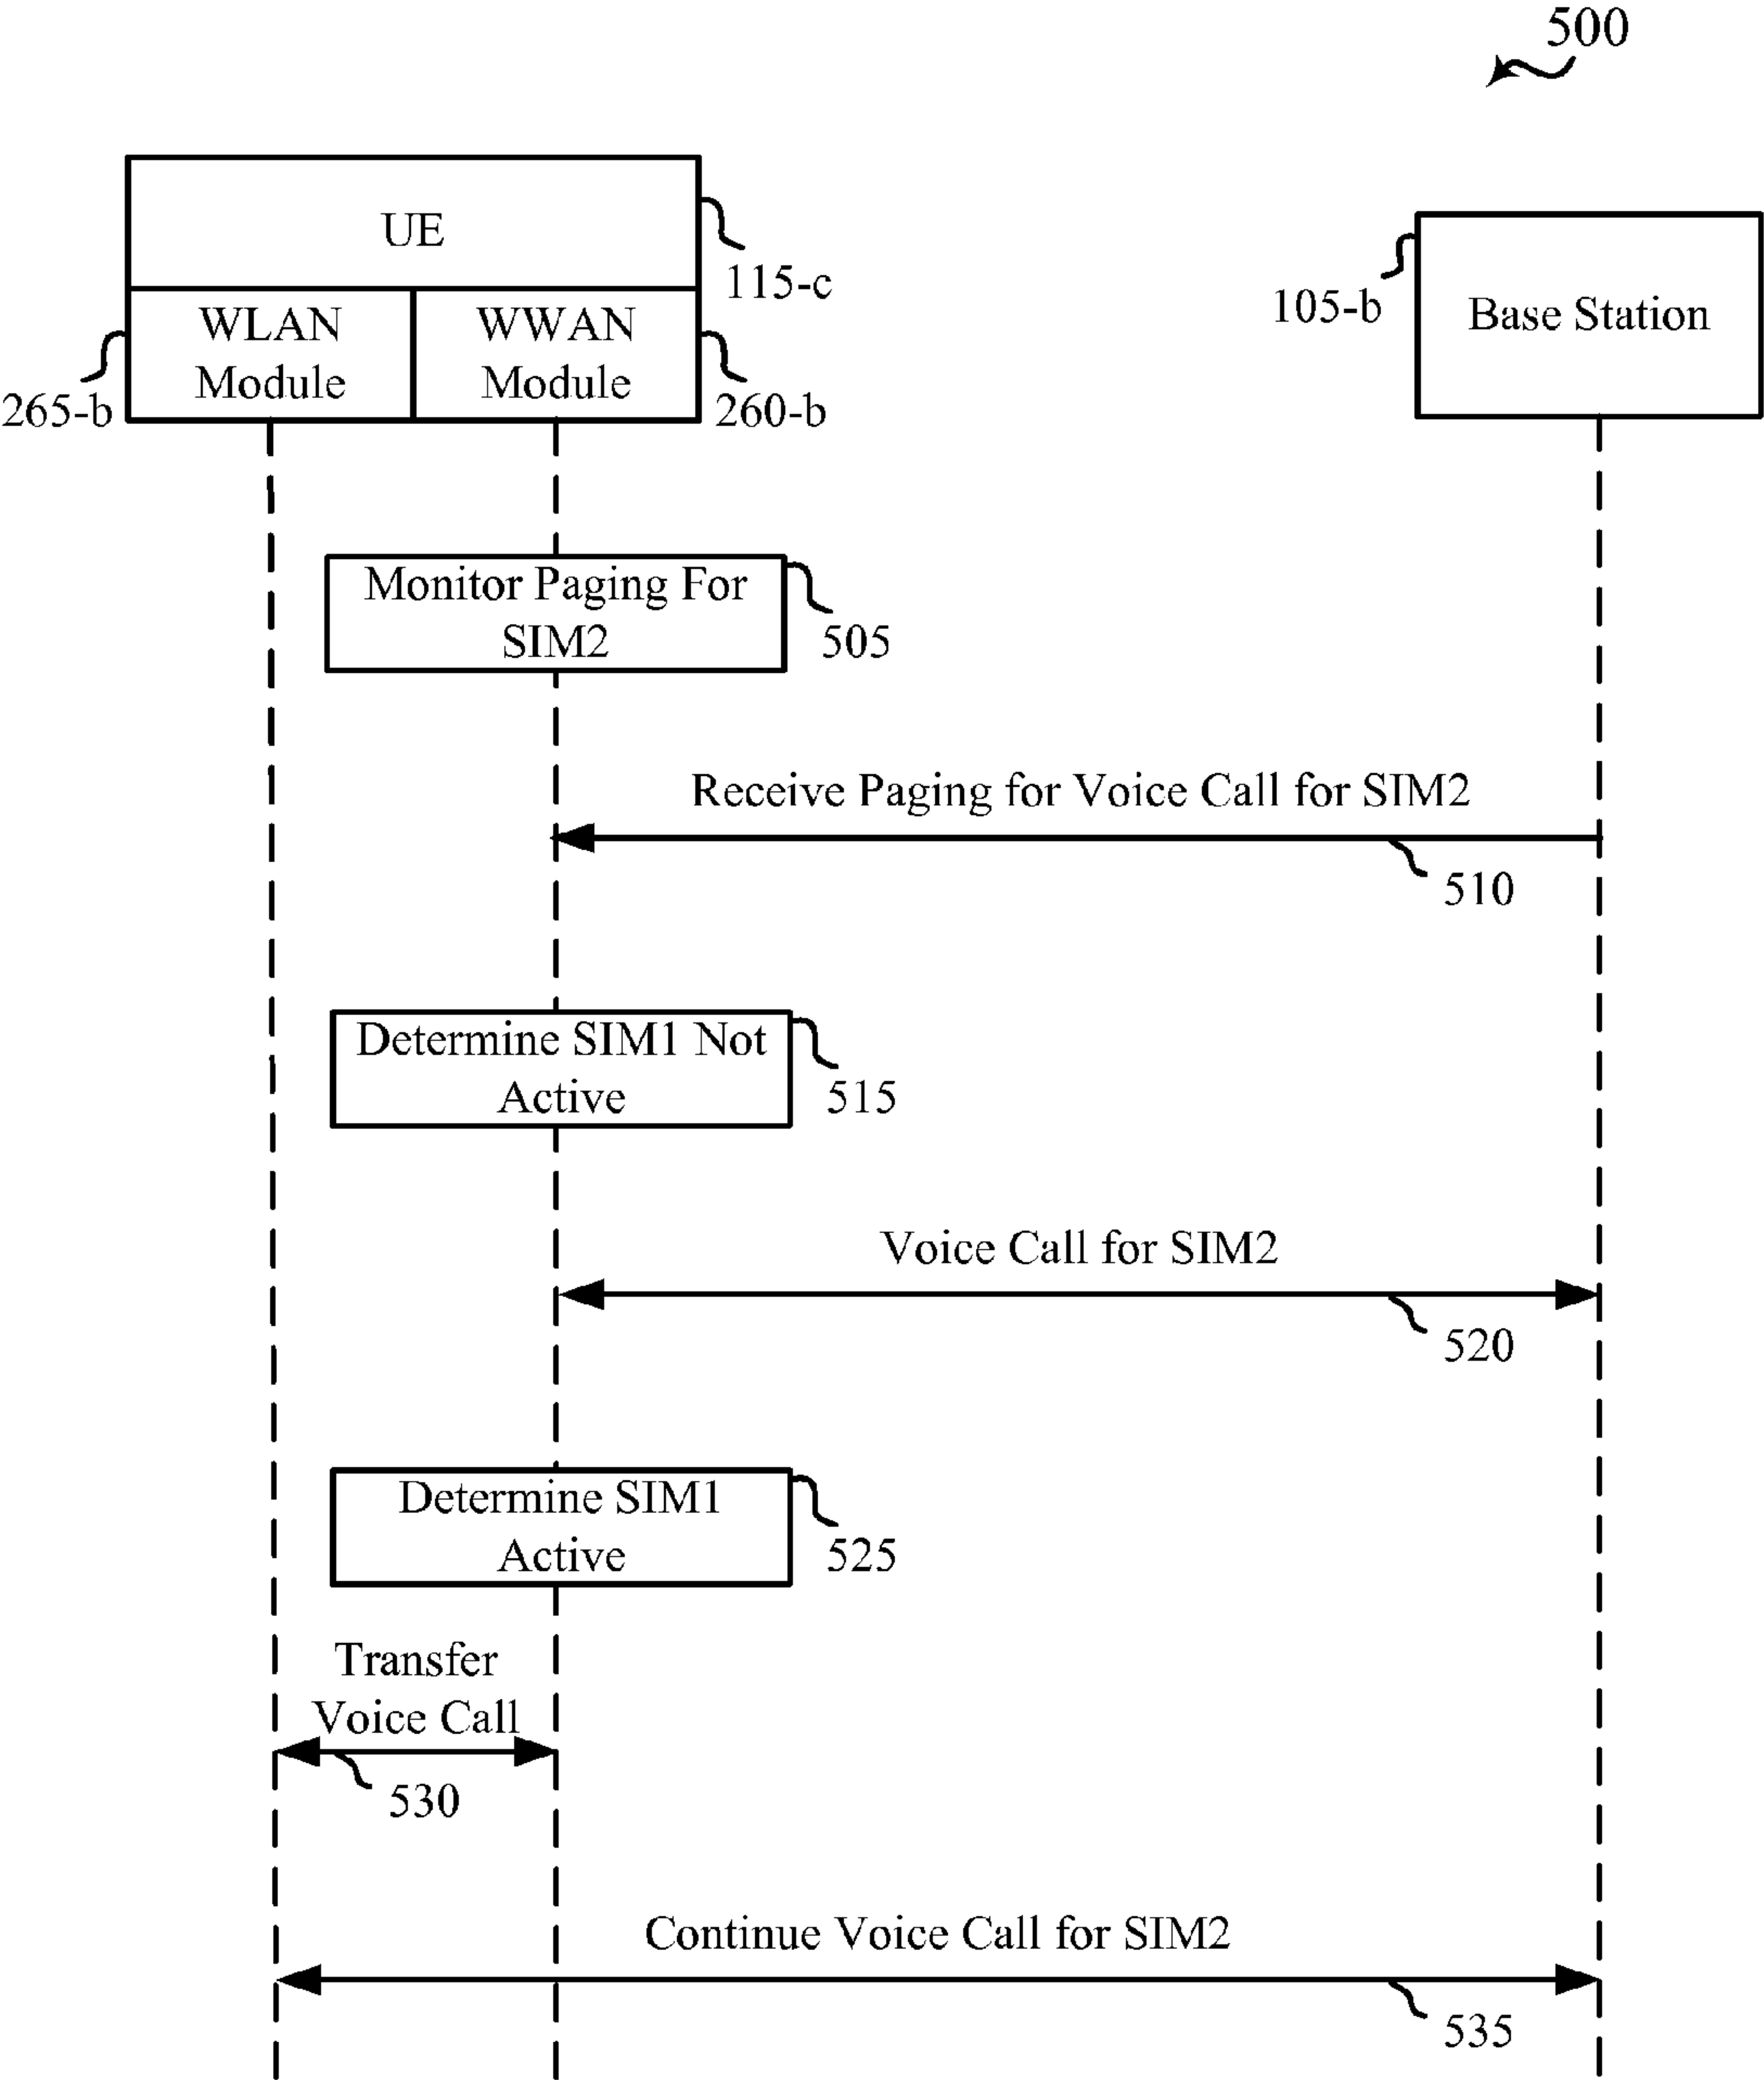 500
UE
115-c
WLAN
Module
WWAN
Module
265-b
260-b
105-b
Base Station
Monitor Paging For
SIM2
505
Receive Paging for Voice Call for SIM2
510
Determine SIM1 Not
Active
515
Voice Call for SIM2
520
Determine SIM1
Active
525
Transfer
Voice Call
530
Continue Voice Call for SIM2
535